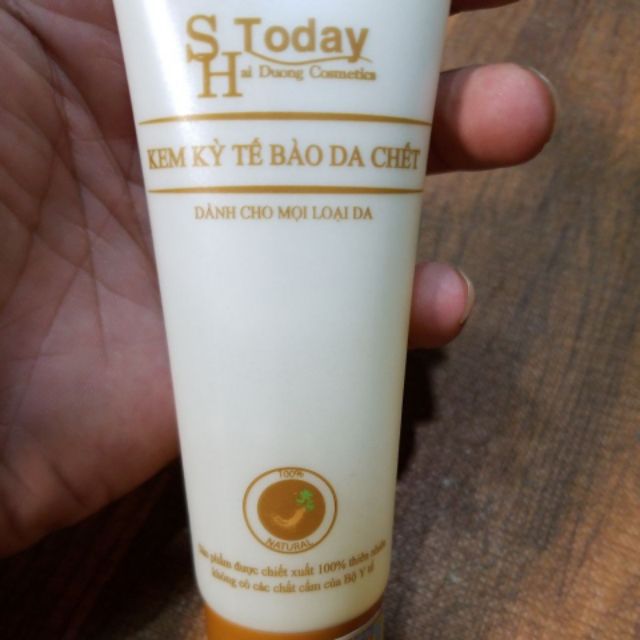 SH Today
Hai Duong Cosmetics
KEM KỲ TẾ BÀO DA CHẾT
DÀNH CHO MỌI LOẠI DA
100%
NATURAL
Sản phẩm được chiết xuất 100% thiên nhiên
không có các chất cấm của Bộ Y tế